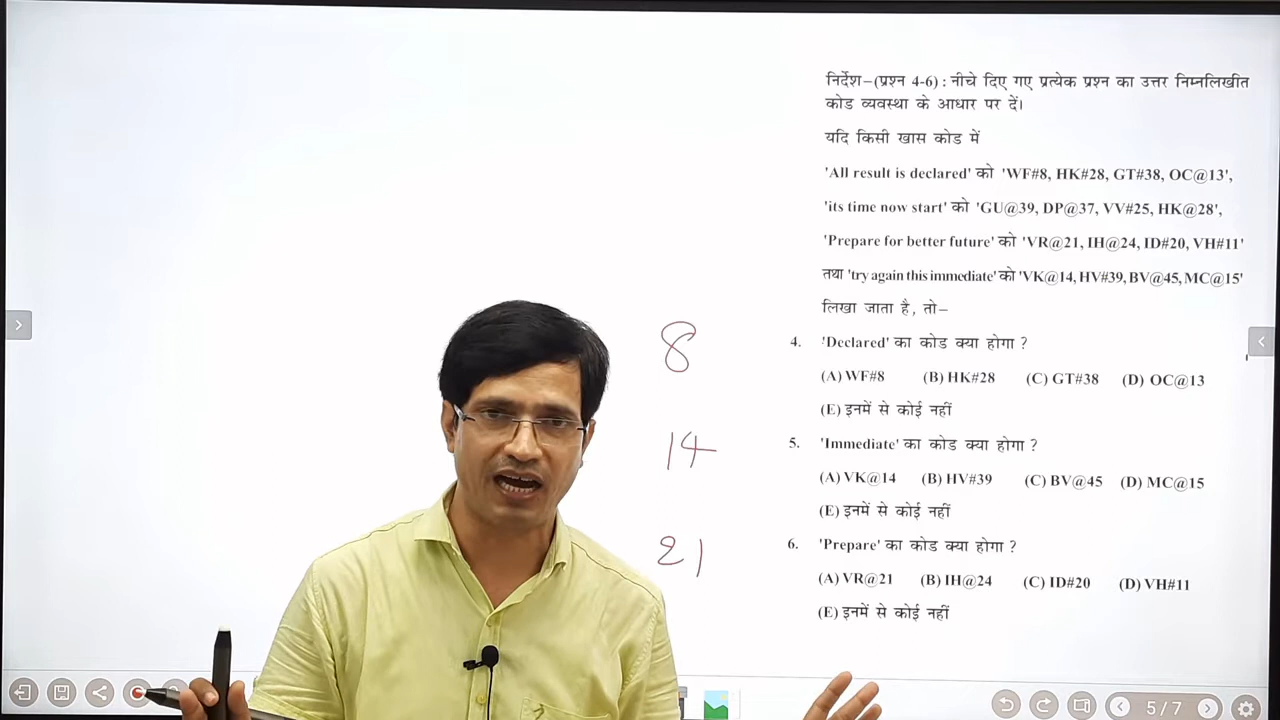 निर्देश–(प्रश्न 4-6) : नीचे दिए गए प्रत्येक प्रश्न का उत्तर निम्नलिखीत
कोड व्यवस्था के आधार पर दें।
यदि किसी खास कोड में
'All result is declared' को 'WF#8, HK#28, GT#38, OC@13',
'its time now start' को 'GU@39, DP@37, VV#25, HK@28',
'Prepare for better future' को 'VR@21, IH@24, ID#20, VH#11'
तथा 'try again this immediate' को 'VK@14, HV#39, BV@45, MC@15'
लिखा जाता है, तो–
4. 'Declared' का कोड क्या होगा ?
(A) WF#8 (B) HK#28 (C) GT#38 (D) OC@13
(E) इनमें से कोई नहीं
5. 'Immediate' का कोड क्या होगा ?
(A) VK@14 (B) HV#39 (C) BV@45 (D) MC@15
(E) इनमें से कोई नहीं
6. 'Prepare' का कोड क्या होगा ?
(A) VR@21 (B) IH@24 (C) ID#20 (D) VH#11
(E) इनमें से कोई नहीं
8
14
21
5/7